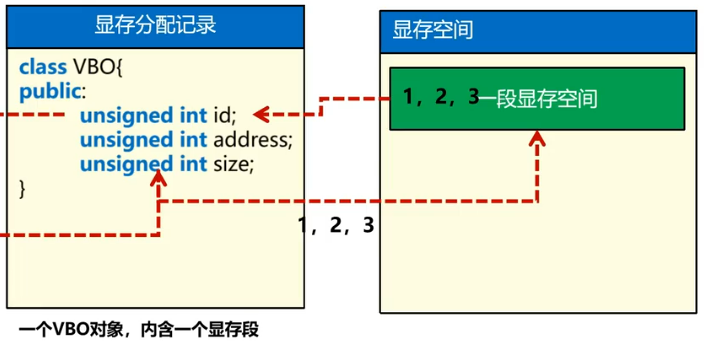 显存分配记录
class VBO{
public:
unsigned int id;
unsigned int address;
unsigned int size;
}
显存空间
1，2，3一段显存空间
1，2，3
一个VBO对象，内含一个显存段